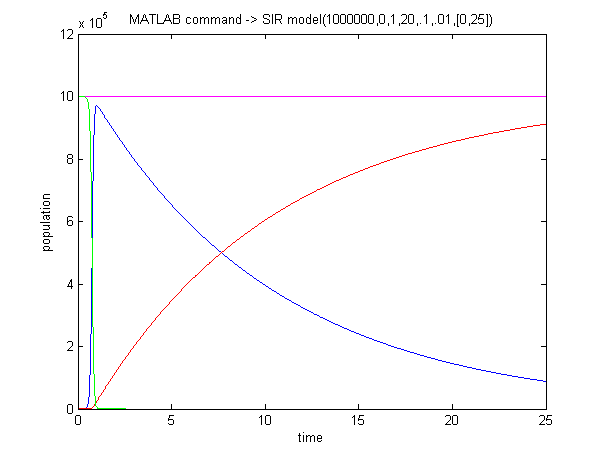 MATLAB command -> SIR model(1000000,0,1,20,.1,.01,[0,25])
x 10^5
12
10
8
6
4
2
0
population
0 5 10 15 20 25
time